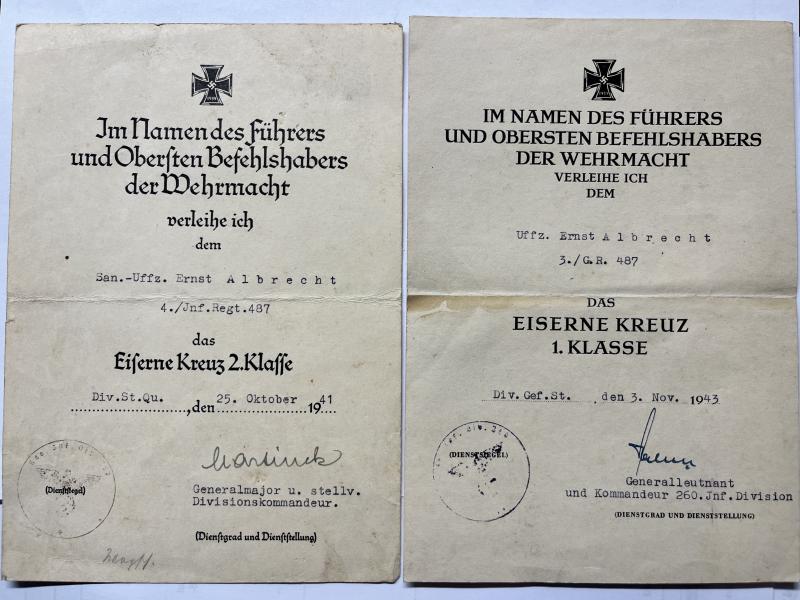 Im Namen des Führers
und Obersten Befehlshabers
der Wehrmacht
verleihe ich
dem
San.-Uffz. Ernst Albrecht
4./Jnf.Regt.487
das
Eiserne Kreuz 2.Klasse
Div.St.Qu. ,den 25. Oktober 1941
(Dienstsiegel)
Generalmajor u. stellv.
Divisionskommandeur.
(Dienstgrad und Dienststellung)
IM NAMEN DES FÜHRERS
UND OBERSTEN BEFEHLSHABERS
DER WEHRMACHT
VERLEIHE ICH
DEM
Uffz. Ernst Albrecht
3./G.R. 487
DAS
EISERNE KREUZ
1. KLASSE
Div.Gef.St. , den 3. Nov. 1943
(DIENSTSIEGEL)
Generalleutnant
und Kommandeur 260.Jnf.Division
(DIENSTGRAD UND DIENSTSTELLUNG)